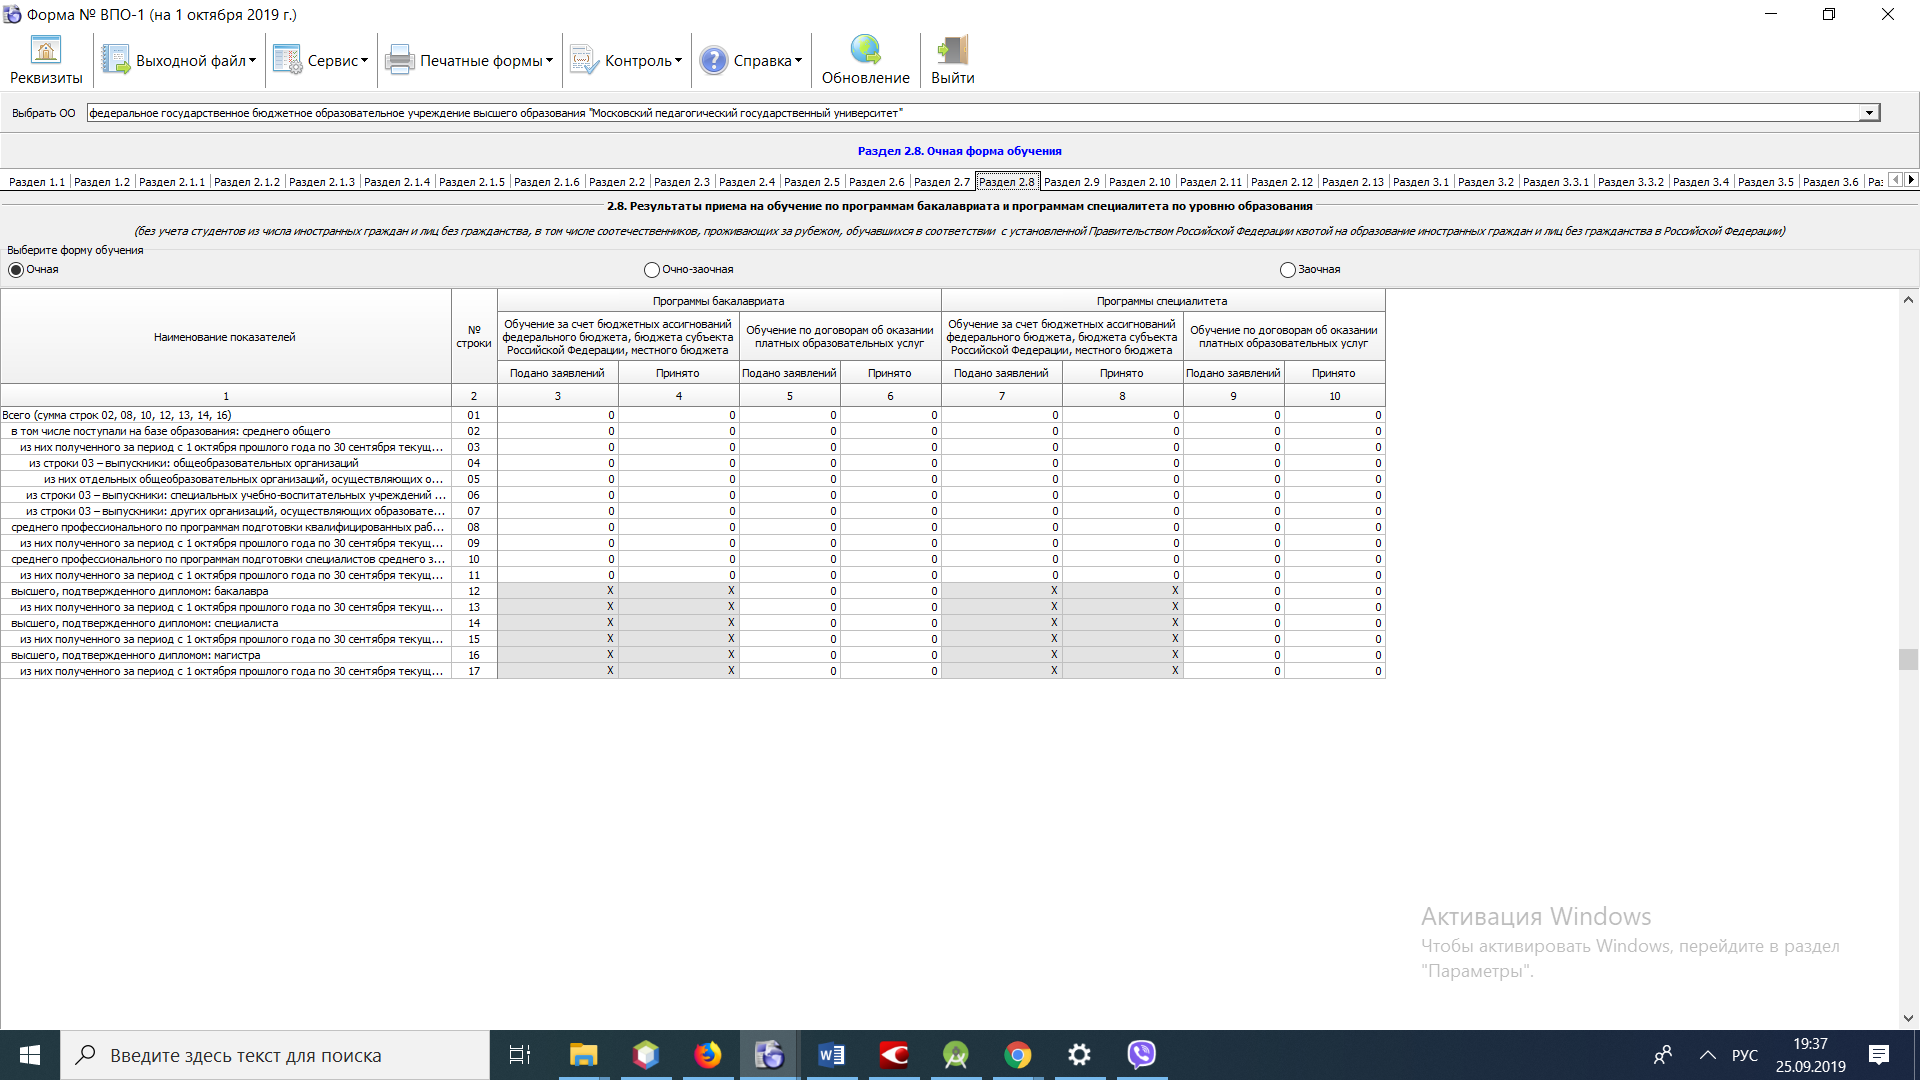 Форма № ВПО-1 (на 1 октября 2019 г.)
Реквизиты
Выходной файл
Сервис
Печатные формы
Контроль
Справка
Обновление
Выйти
Выбрать ОО
федеральное государственное бюджетное образовательное учреждение высшего образования "Московский педагогический государственный университет"
Раздел 2.8. Очная форма обучения
Раздел 1.1 Раздел 1.2 Раздел 2.1.1 Раздел 2.1.2 Раздел 2.1.3 Раздел 2.1.4 Раздел 2.1.5 Раздел 2.1.6 Раздел 2.2 Раздел 2.3 Раздел 2.4 Раздел 2.5 Раздел 2.6 Раздел 2.7 Раздел 2.8 Раздел 2.9 Раздел 2.10 Раздел 2.11 Раздел 2.12 Раздел 2.13 Раздел 3.1 Раздел 3.2 Раздел 3.3.1 Раздел 3.3.2 Раздел 3.4 Раздел 3.5 Раздел 3.6 Ра:
2.8. Результаты приема на обучение по программам бакалавриата и программам специалитета по уровню образования
(без учета студентов из числа иностранных граждан и лиц без гражданства, в том числе соотечественников, проживающих за рубежом, обучавшихся в соответствии с установленной Правительством Российской Федерации квотой на образование иностранных граждан и лиц без гражданства в Российской Федерации)
Выберите форму обучения
Очная
Очно-заочная
Заочная
Наименование показателей
№
строки
Программы бакалавриата
Программы специалитета
Обучение за счет бюджетных ассигнований
федерального бюджета, бюджета субъекта
Российской Федерации, местного бюджета
Обучение по договорам об оказании
платных образовательных услуг
Обучение за счет бюджетных ассигнований
федерального бюджета, бюджета субъекта
Российской Федерации, местного бюджета
Обучение по договорам об оказании
платных образовательных услуг
Подано заявлений Принято Подано заявлений Принято Подано заявлений Принято Подано заявлений Принято
1 2 3 4 5 6 7 8 9 10
Всего (сумма строк 02, 08, 10, 12, 13, 14, 16) 01 0 0 0 0 0 0 0 0
в том числе поступали на базе образования: среднего общего 02 0 0 0 0 0 0 0 0
из них полученного за период с 1 октября прошлого года по 30 сентября текущ... 03 0 0 0 0 0 0 0 0
из строки 03 – выпускники: общеобразовательных организаций 04 0 0 0 0 0 0 0 0
из них отдельных общеобразовательных организаций, осуществляющих о... 05 0 0 0 0 0 0 0 0
из строки 03 – выпускники: специальных учебно-воспитательных учреждений ... 06 0 0 0 0 0 0 0 0
из строки 03 – выпускники: других организаций, осуществляющих образовате... 07 0 0 0 0 0 0 0 0
среднего профессионального по программам подготовки квалифицированных раб... 08 0 0 0 0 0 0 0 0
из них полученного за период с 1 октября прошлого года по 30 сентября текущ... 09 0 0 0 0 0 0 0 0
среднего профессионального по программам подготовки специалистов среднего з... 10 0 0 0 0 0 0 0 0
из них полученного за период с 1 октября прошлого года по 30 сентября текущ... 11 0 0 0 0 0 0 0 0
высшего, подтвержденного дипломом: бакалавра 12 X X 0 0 X X 0 0
из них полученного за период с 1 октября прошлого года по 30 сентября текущ... 13 X X 0 0 X X 0 0
высшего, подтвержденного дипломом: специалиста 14 X X 0 0 X X 0 0
из них полученного за период с 1 октября прошлого года по 30 сентября текущ... 15 X X 0 0 X X 0 0
высшего, подтвержденного дипломом: магистра 16 X X 0 0 X X 0 0
из них полученного за период с 1 октября прошлого года по 30 сентября текущ... 17 X X 0 0 X X 0 0
Активация Windows
Чтобы активировать Windows, перейдите в раздел
"Параметры".
Введите здесь текст для поиска
РУС
19:37
25.09.2019